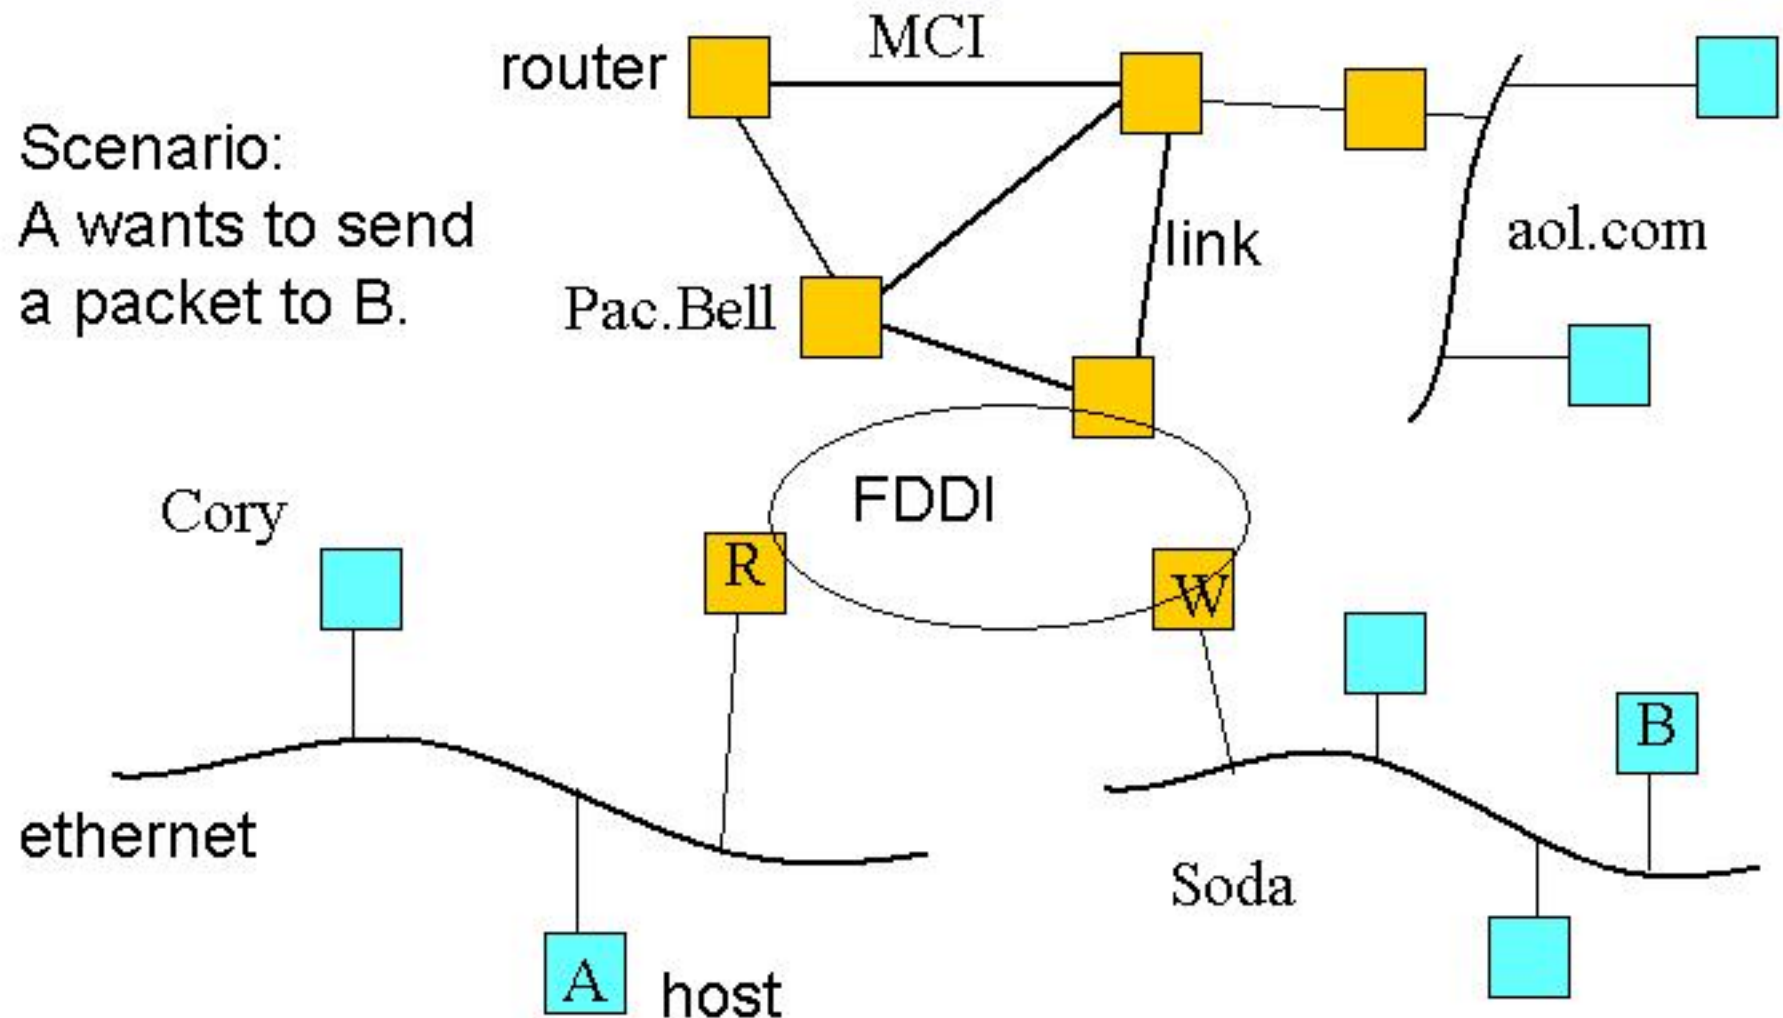 MCI
router
Scenario:
A wants to send
a packet to B.
link
aol.com
Pac.Bell
FDDI
Cory
R
W
B
ethernet
Soda
A
host